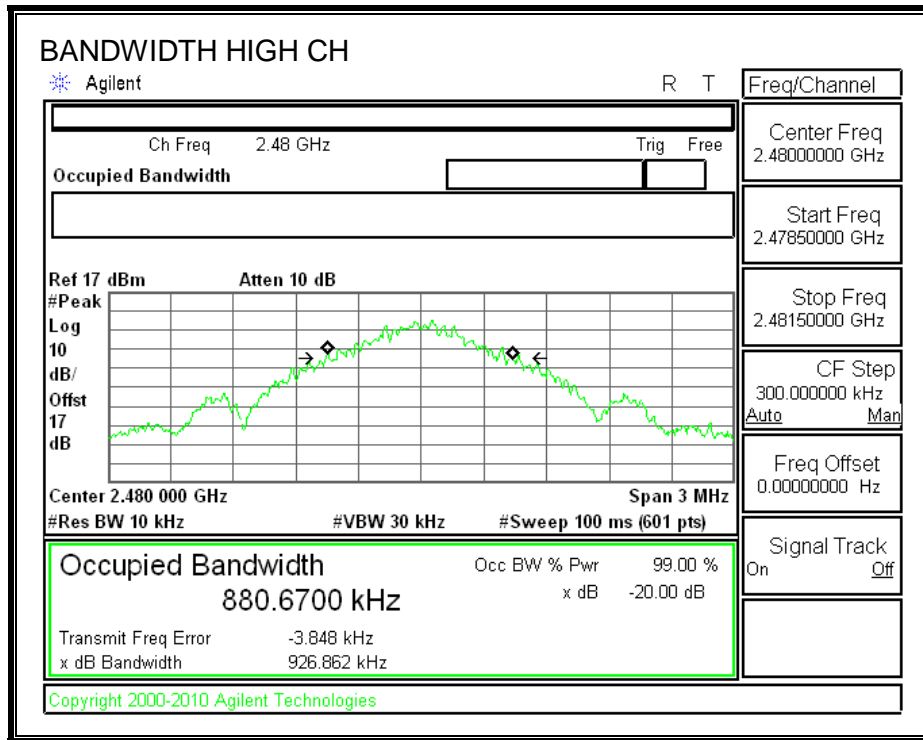 BANDWIDTH HIGH CH
Agilent R T
Freq/Channel
Ch Freq 2.48 GHz Trig Free
Occupied Bandwidth
Center Freq
2.48000000 GHz
Start Freq
2.47850000 GHz
Stop Freq
2.48150000 GHz
CF Step
300.000000 kHz
Auto Man
Freq Offset
0.00000000 Hz
Signal Track
On Off
Ref 17 dBm Atten 10 dB
#Peak
Log
10
dB/
Offst
17
dB
Center 2.480 000 GHz Span 3 MHz
#Res BW 10 kHz #VBW 30 kHz #Sweep 100 ms (601 pts)
Occupied Bandwidth Occ BW % Pwr 99.00 %
880.6700 kHz x dB -20.00 dB
Transmit Freq Error -3.848 kHz
x dB Bandwidth 926.862 kHz
Copyright 2000-2010 Agilent Technologies